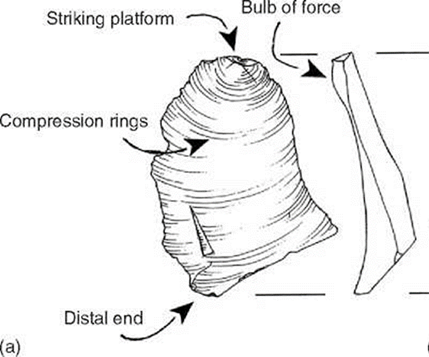 Striking platform
Bulb of force
Compression rings
Distal end
(a)